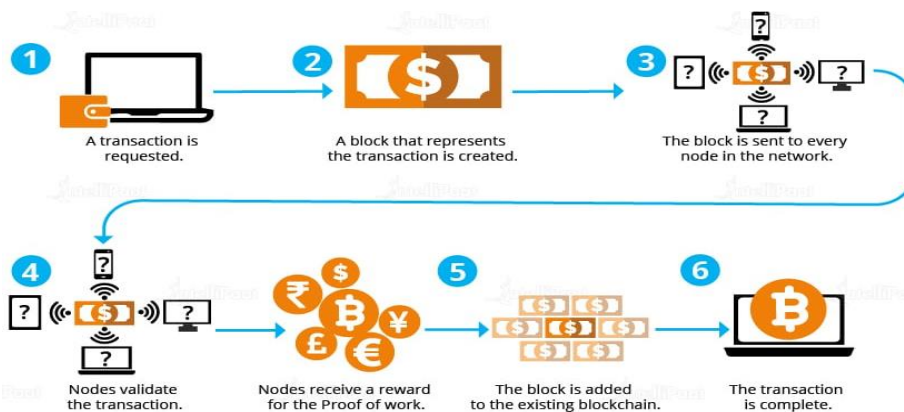 1
2
3
A transaction is
requested.
A block that represents
the transaction is created.
The block is sent to every
node in the network.
4
5
6
Nodes validate
the transaction.
Nodes receive a reward
for the Proof of work.
The block is added
to the existing blockchain.
The transaction
is complete.